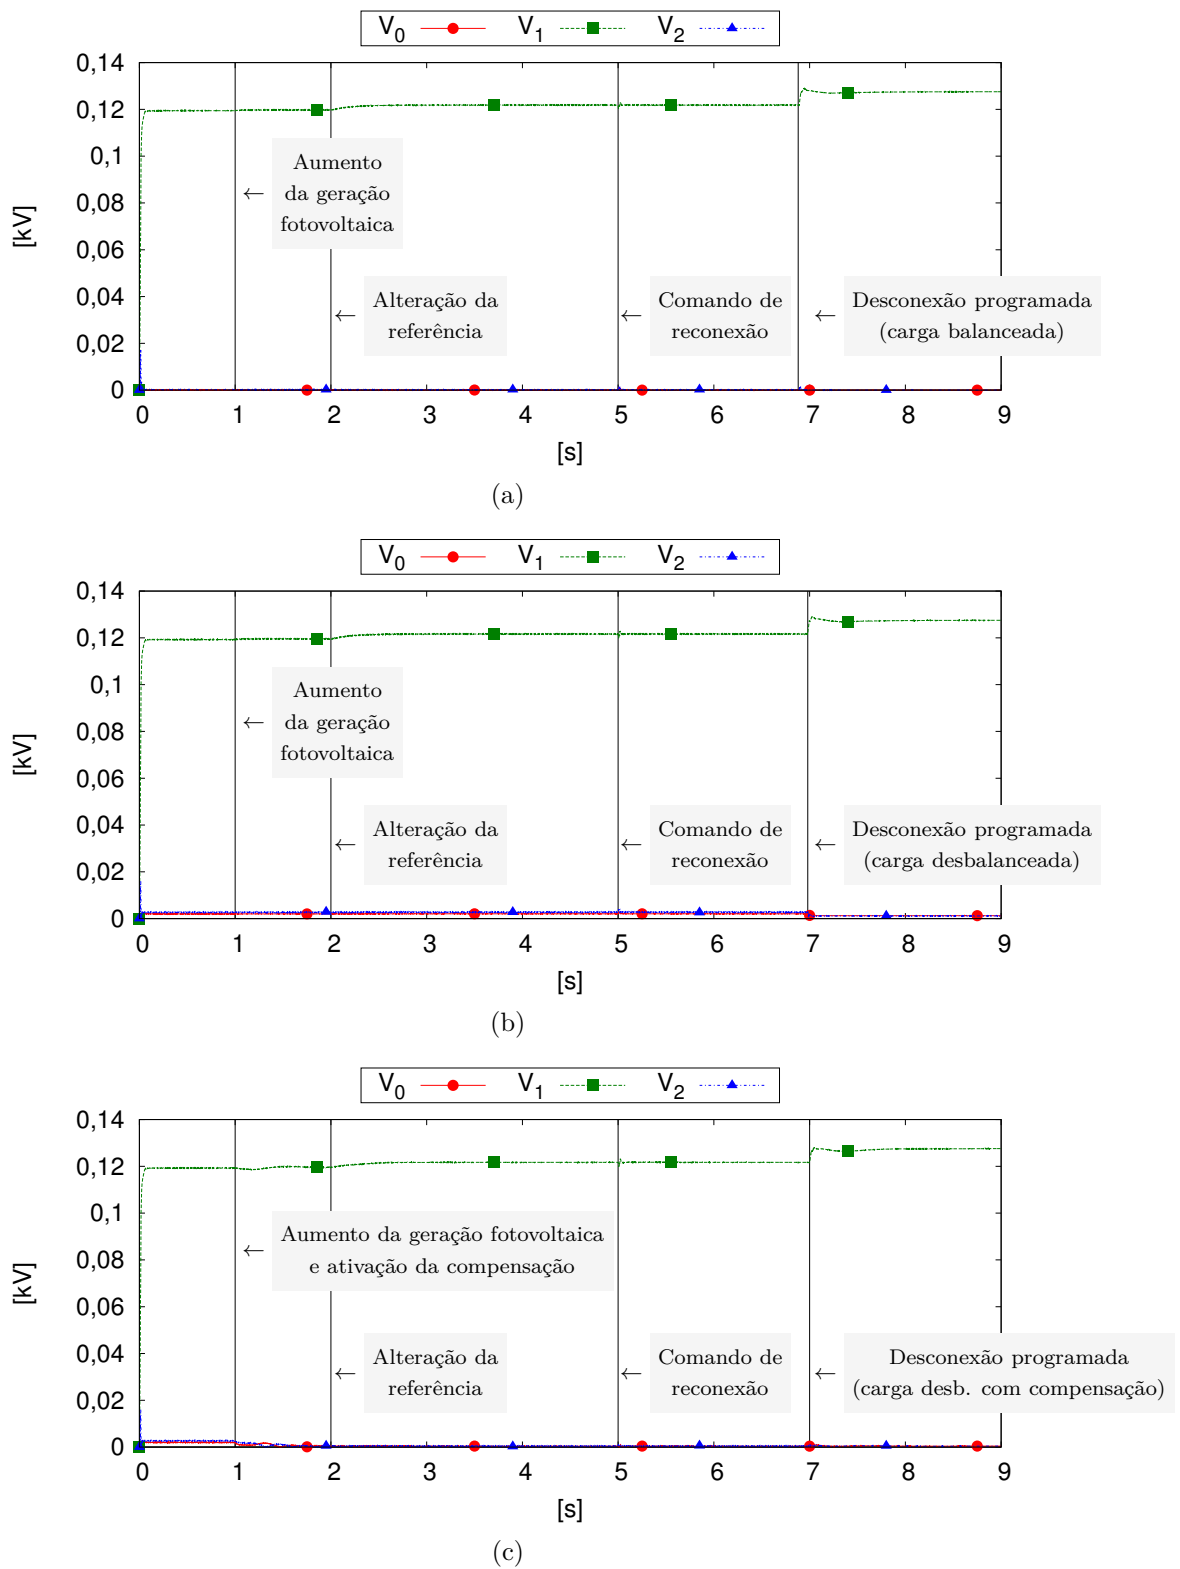 V0 V1 V2
0,14
0,12
0,1
0,08
0,06
0,04
0,02
0
[kV]
Aumento
da geração
fotovoltaica
←
Alteração da
referência
←
Comando de
reconexão
←
Desconexão programada
(carga balanceada)
←
0 1 2 3 4 5 6 7 8 9
[s]
(a)
V0 V1 V2
0,14
0,12
0,1
0,08
0,06
0,04
0,02
0
[kV]
Aumento
da geração
fotovoltaica
←
Alteração da
referência
←
Comando de
reconexão
←
Desconexão programada
(carga desbalanceada)
←
0 1 2 3 4 5 6 7 8 9
[s]
(b)
V0 V1 V2
0,14
0,12
0,1
0,08
0,06
0,04
0,02
0
[kV]
Aumento da geração fotovoltaica
e ativação da compensação
←
Alteração da
referência
←
Comando de
reconexão
←
Desconexão programada
(carga desb. com compensação)
←
0 1 2 3 4 5 6 7 8 9
[s]
(c)